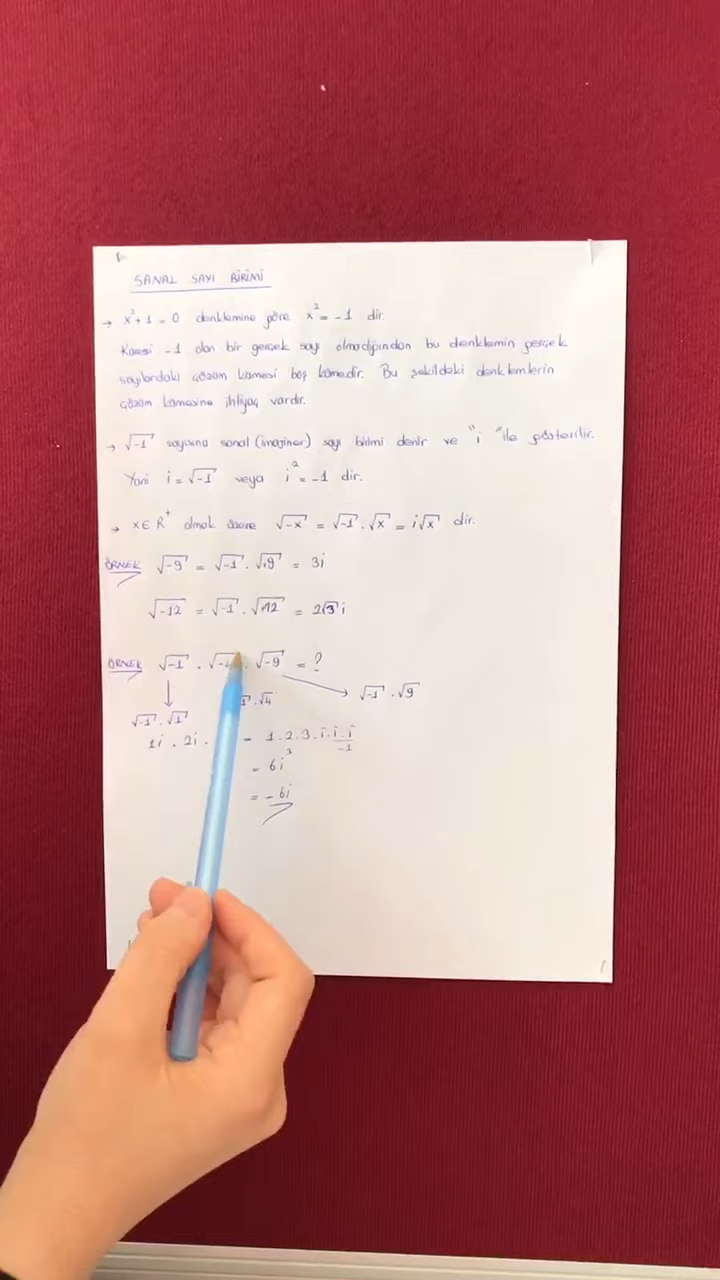 SANAL SAYI BİRİMİ
→ x²+1=0 denklemine göre x²=-1 dir.
Karesi -1 olan bir gerçek sayı olmadığından bu denklemin gerçek
sayılardaki çözüm kümesi boş kümedir. Bu şekildeki denklemlerin
çözüm kümesine ihtiyaç vardır.
→ √-1 sayısına sanal (imajiner) sayı birimi denir ve "i" ile gösterilir.
Yani i=√-1 veya i²=-1 dir.
→ x∈R⁺ olmak üzere √-x = √-1.√x = i√x dir.
ÖRNEK √-9 = √-1.√9 = 3i
√-12 = √-1.√12 = 2√3i
ÖRNEK √-1 . . √-9 = ?
.√4 √-1.√9
√-1.√1
1i . 2i . = 1.2.3.i.i.i
-1
= 6i³
= -6i